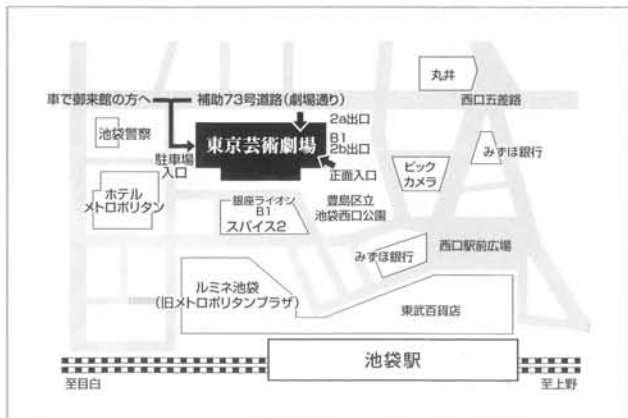 丸井
車で御来館の方へ
補助73号道路(劇場通り)
西口五差路
池袋警察
東京芸術劇場
2a出口
B1
2b出口
駐車場
入口
正面入口
みずほ銀行
ビック
カメラ
ホテル
メトロポリタン
銀座ライオン
B1
スパイス2
豊島区立
池袋西口公園
みずほ銀行
西口駅前広場
ルミネ池袋
(旧メトロポリタンプラザ)
東武百貨店
池袋駅
至目白
至上野